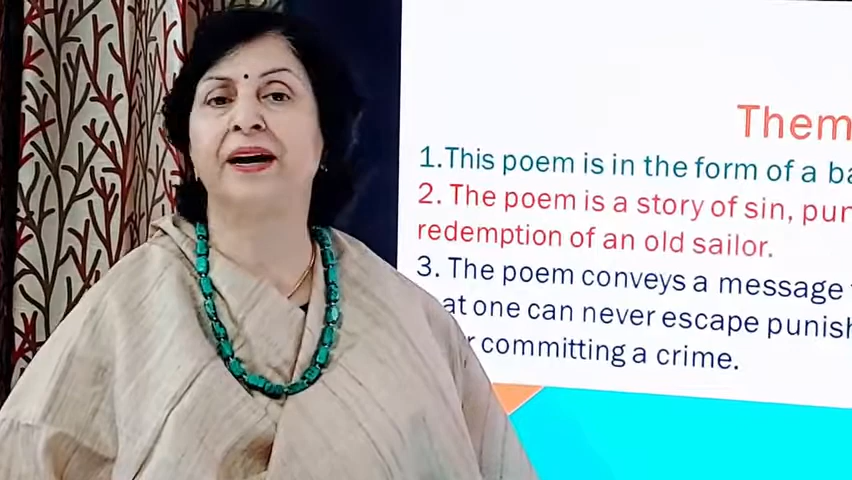 Them
1.This poem is in the form of a ba
2. The poem is a story of sin, pun
redemption of an old sailor.
3. The poem conveys a message
at one can never escape punish
r committing a crime.